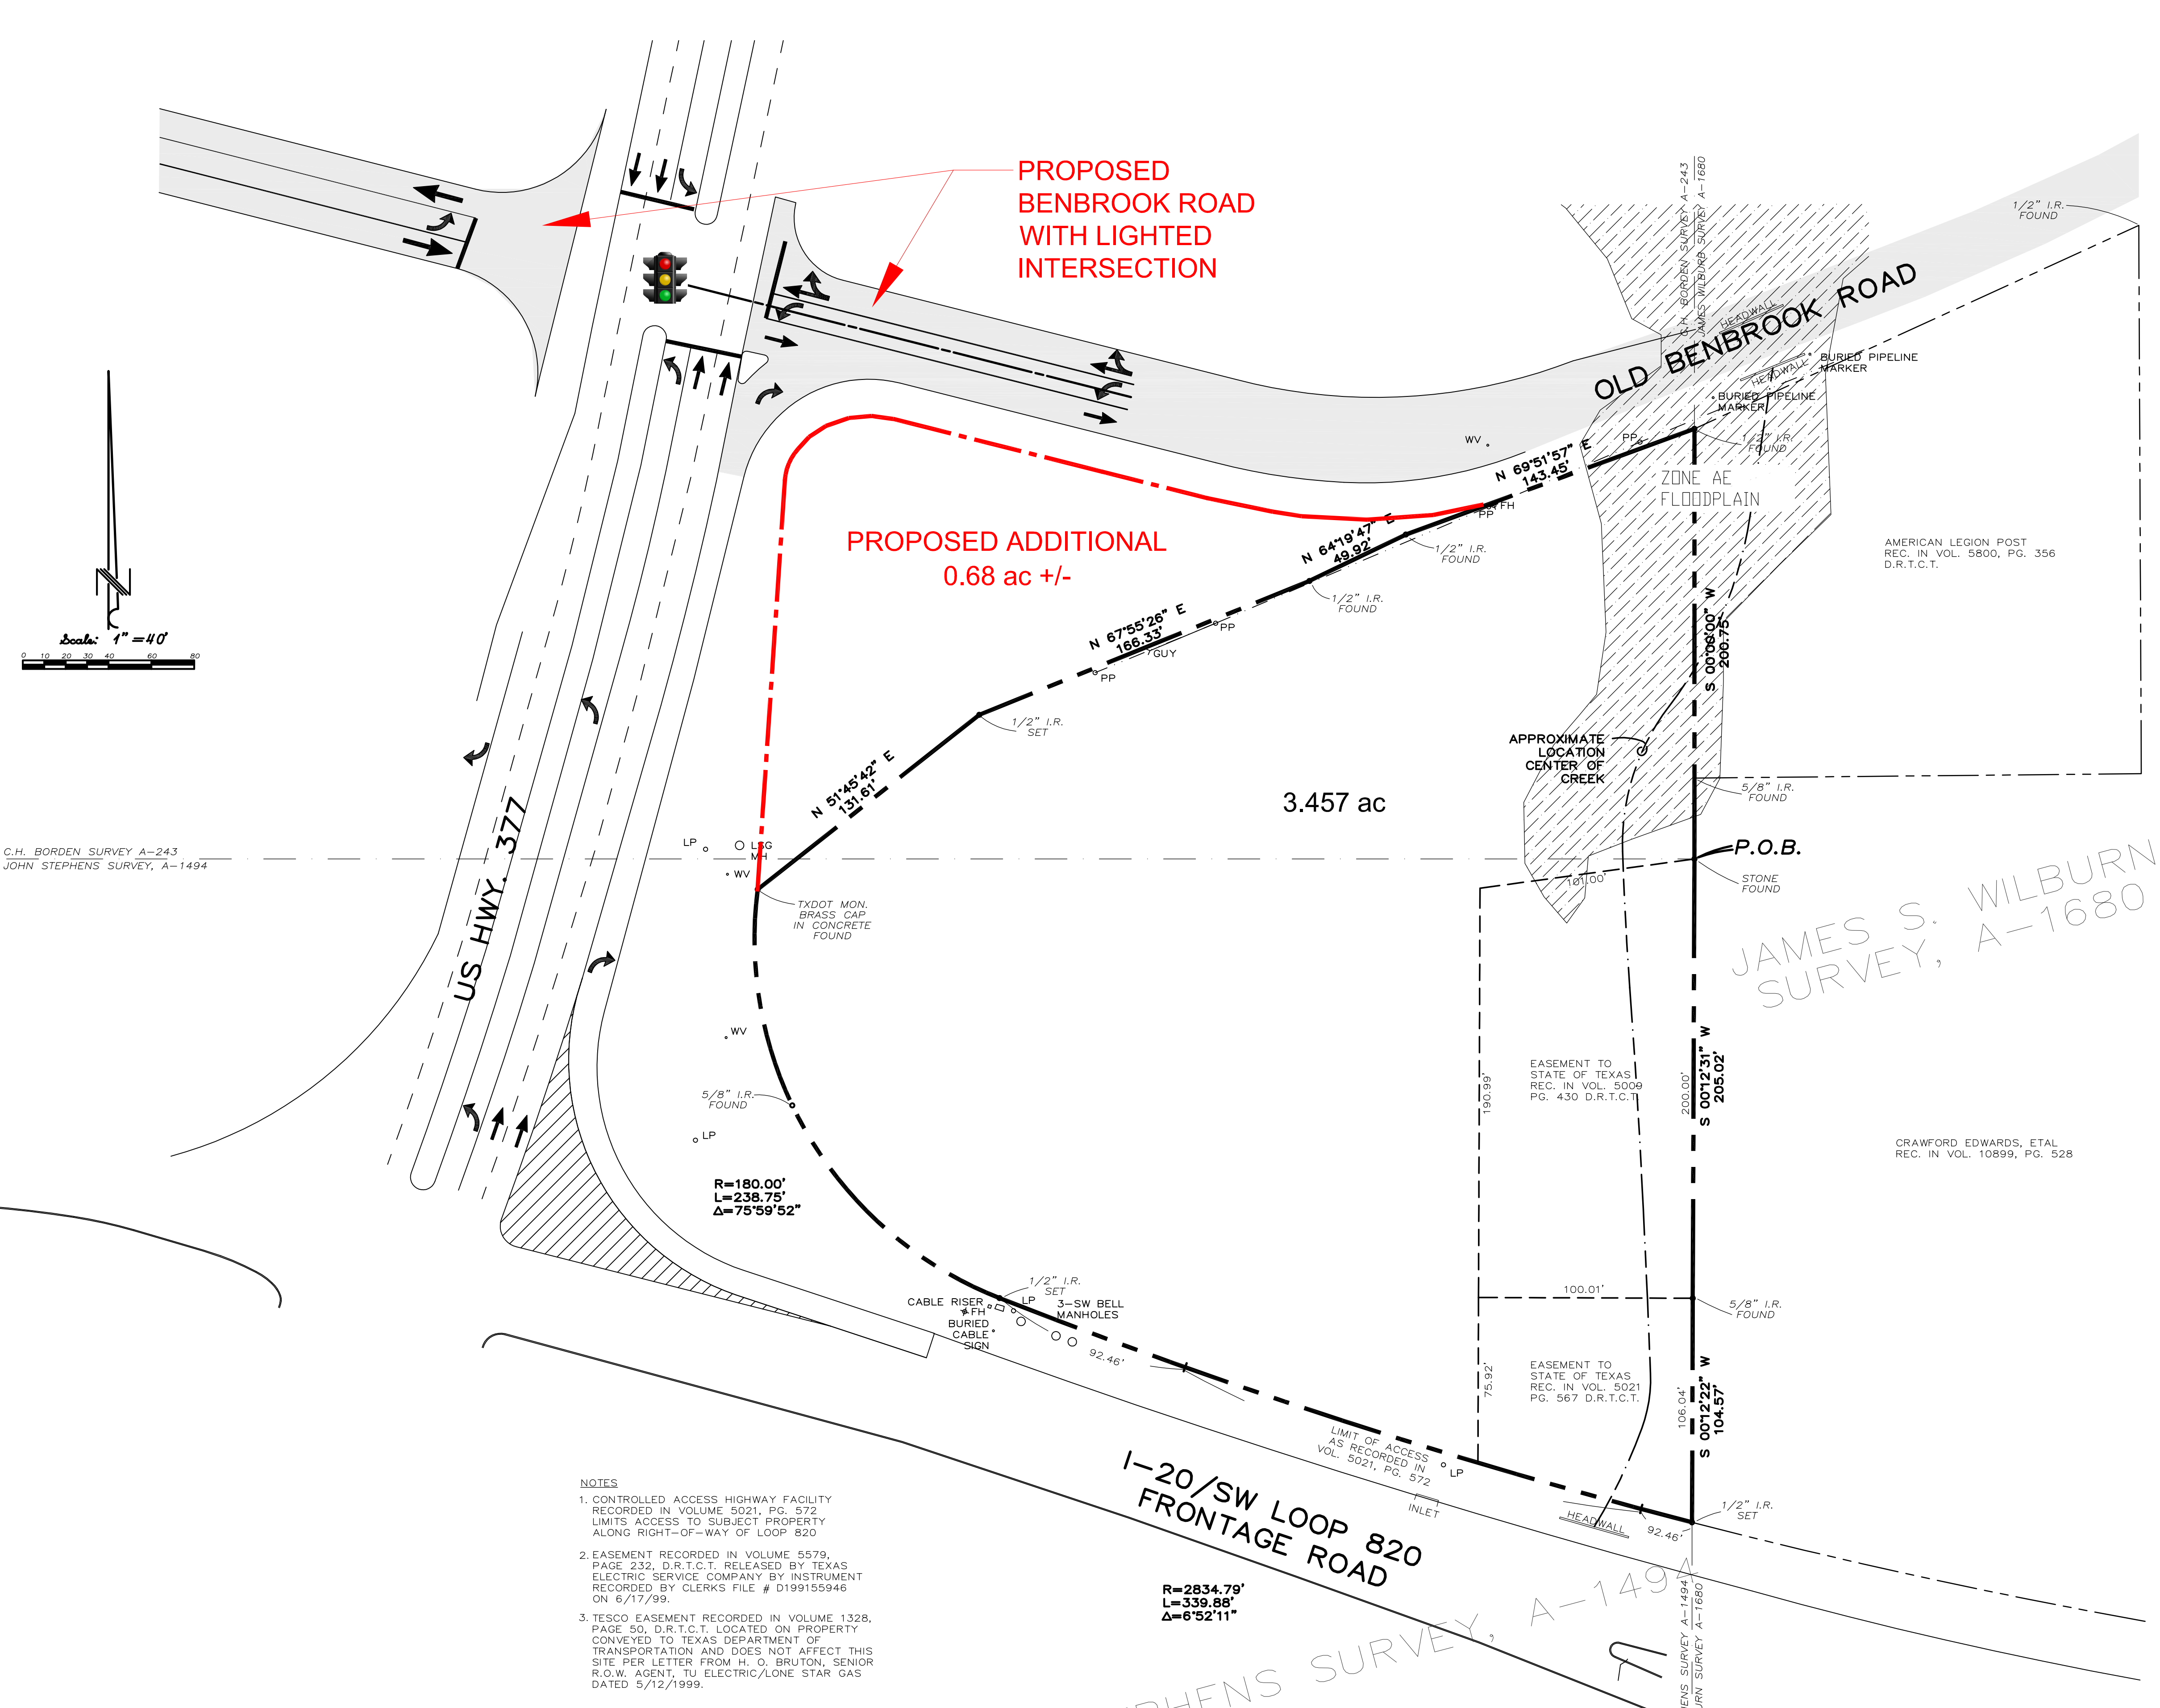 PROPOSED
BENBROOK ROAD
WITH LIGHTED
INTERSECTION
C.H. BORDEN SURVEY A-243
JAMES WILBURB SURVEY A-1680
1/2" I.R.
FOUND
OLD BENBROOK ROAD
HEADWALL
HEADWALL
BURIED PIPELINE
MARKER
BURIED PIPELINE
MARKER
WV
PP
1/2" I.R.
FOUND
N 69°51'57" E
143.45'
ZONE AE
FLOODPLAIN
FH
PP
PROPOSED ADDITIONAL
0.68 ac +/-
N 64°19'47" E
49.92'
1/2" I.R.
FOUND
1/2" I.R.
FOUND
AMERICAN LEGION POST
REC. IN VOL. 5800, PG. 356
D.R.T.C.T.
N
Scale: 1" =40'
0 10 20 30 40 60 80
N 67°55'26" E
166.33'
PP
GUY
PP
S 00°00'00" W
200.75'
1/2" I.R.
SET
APPROXIMATE
LOCATION
CENTER OF
CREEK
N 51°45'42" E
131.61'
3.457 ac
5/8" I.R.
FOUND
US HWY. 377
LP
LSG
MH
WV
C.H. BORDEN SURVEY A-243
JOHN STEPHENS SURVEY, A-1494
P.O.B.
STONE
FOUND
101.00'
TXDOT MON.
BRASS CAP
IN CONCRETE
FOUND
JAMES S. WILBURN
SURVEY, A-1680
WV
5/8" I.R.
FOUND
LP
190.99'
EASEMENT TO
STATE OF TEXAS
REC. IN VOL. 5009
PG. 430 D.R.T.C.T.
200.00'
S 00°12'31" W
205.02'
CRAWFORD EDWARDS, ETAL
REC. IN VOL. 10899, PG. 528
R=180.00'
L=238.75'
Δ=75°59'52"
1/2" I.R.
SET
CABLE RISER
FH
LP
3-SW BELL
MANHOLES
BURIED
CABLE
SIGN
92.46'
100.01'
5/8" I.R.
FOUND
75.92'
EASEMENT TO
STATE OF TEXAS
REC. IN VOL. 5021
PG. 567 D.R.T.C.T.
106.04'
S 00°12'22" W
104.57'
LIMIT OF ACCESS
AS RECORDED IN
VOL. 5021, PG. 572
LP
INLET
HEADWALL
92.46'
1/2" I.R.
SET
I-20/SW LOOP 820
FRONTAGE ROAD
R=2834.79'
L=339.88'
Δ=6°52'11"
NOTES
1. CONTROLLED ACCESS HIGHWAY FACILITY
RECORDED IN VOLUME 5021, PG. 572
LIMITS ACCESS TO SUBJECT PROPERTY
ALONG RIGHT-OF-WAY OF LOOP 820
2. EASEMENT RECORDED IN VOLUME 5579,
PAGE 232, D.R.T.C.T. RELEASED BY TEXAS
ELECTRIC SERVICE COMPANY BY INSTRUMENT
RECORDED BY CLERKS FILE # D199155946
ON 6/17/99.
3. TESCO EASEMENT RECORDED IN VOLUME 1328,
PAGE 50, D.R.T.C.T. LOCATED ON PROPERTY
CONVEYED TO TEXAS DEPARTMENT OF
TRANSPORTATION AND DOES NOT AFFECT THIS
SITE PER LETTER FROM H. O. BRUTON, SENIOR
R.O.W. AGENT, TU ELECTRIC/LONE STAR GAS
DATED 5/12/1999.
PHENS SURVEY, A-1494
ENS SURVEY A-1494
URN SURVEY A-1680